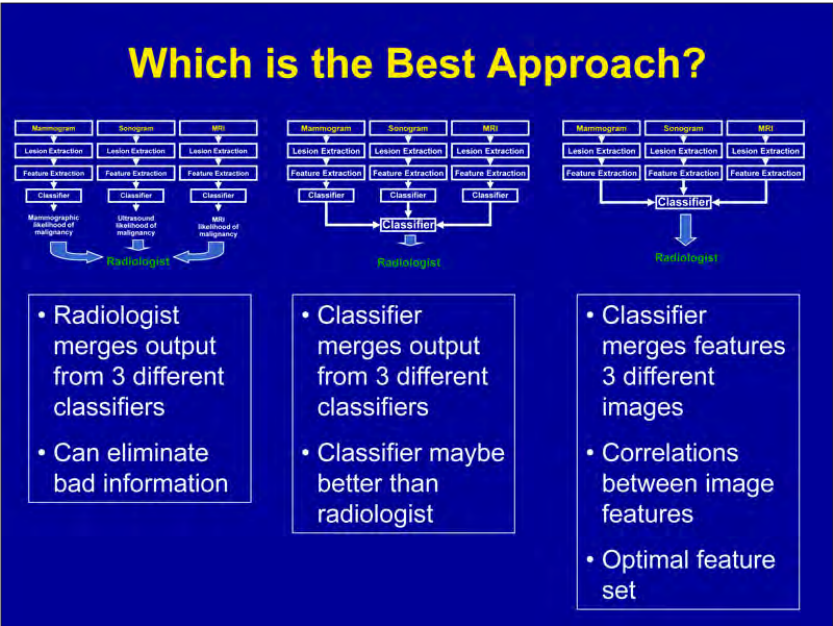 Which is the Best Approach?
Mammogram Sonogram MRI
Lesion Extraction Lesion Extraction Lesion Extraction
Feature Extraction Feature Extraction Feature Extraction
Classifier Classifier Classifier
Mammographic
likelihood of
malignancy
Ultrasound
likelihood of
malignancy
MRI
likelihood of
malignancy
Radiologist
Mammogram Sonogram MRI
Lesion Extraction Lesion Extraction Lesion Extraction
Feature Extraction Feature Extraction Feature Extraction
Classifier Classifier Classifier
Classifier
Radiologist
Mammogram Sonogram MRI
Lesion Extraction Lesion Extraction Lesion Extraction
Feature Extraction Feature Extraction Feature Extraction
Classifier
Radiologist
• Radiologist
merges output
from 3 different
classifiers
• Can eliminate
bad information
• Classifier
merges output
from 3 different
classifiers
• Classifier maybe
better than
radiologist
• Classifier
merges features
3 different
images
• Correlations
between image
features
• Optimal feature
set